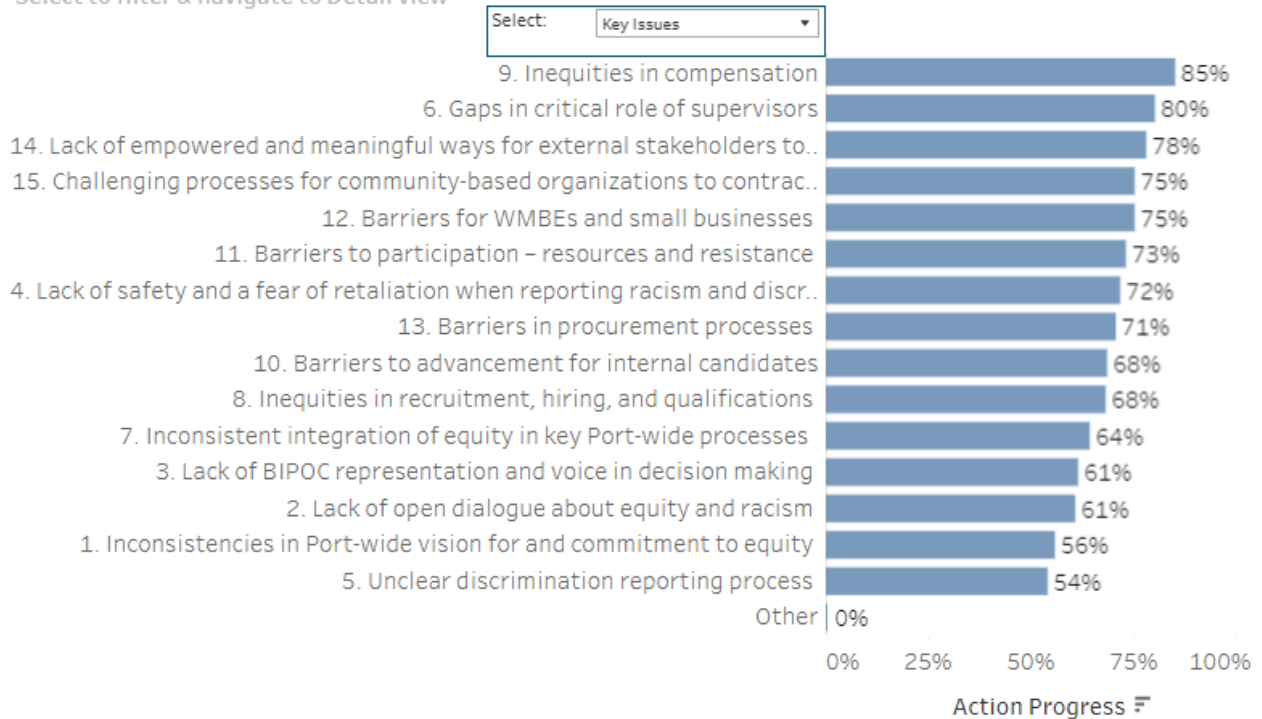 Select to filter & navigate to Detail view
Select: Key Issues
9. Inequities in compensation 85%
6. Gaps in critical role of supervisors 80%
14. Lack of empowered and meaningful ways for external stakeholders to.. 78%
15. Challenging processes for community-based organizations to contrac.. 75%
12. Barriers for WMBEs and small businesses 75%
11. Barriers to participation – resources and resistance 73%
4. Lack of safety and a fear of retaliation when reporting racism and discr.. 72%
13. Barriers in procurement processes 71%
10. Barriers to advancement for internal candidates 68%
8. Inequities in recruitment, hiring, and qualifications 68%
7. Inconsistent integration of equity in key Port-wide processes 64%
3. Lack of BIPOC representation and voice in decision making 61%
2. Lack of open dialogue about equity and racism 61%
1. Inconsistencies in Port-wide vision for and commitment to equity 56%
5. Unclear discrimination reporting process 54%
Other 0%
0% 25% 50% 75% 100%
Action Progress